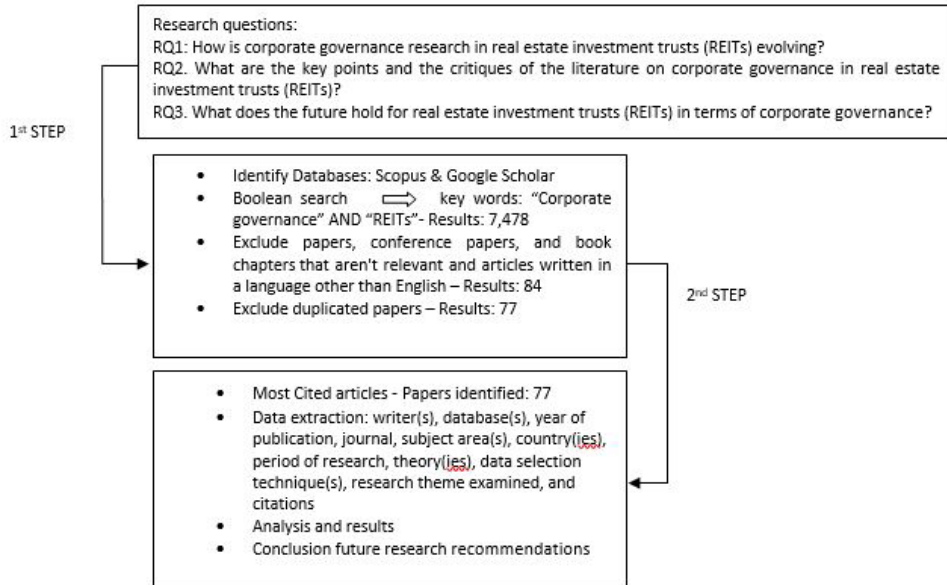 Research questions:
RQ1: How is corporate governance research in real estate investment trusts (REITs) evolving?
RQ2. What are the key points and the critiques of the literature on corporate governance in real estate
investment trusts (REITs)?
RQ3. What does the future hold for real estate investment trusts (REITs) in terms of corporate governance?
1st STEP
• Identify Databases: Scopus & Google Scholar
• Boolean search ⇒ key words: “Corporate
governance” AND “REITs”- Results: 7,478
• Exclude papers, conference papers, and book
chapters that aren't relevant and articles written in
a language other than English – Results: 84
• Exclude duplicated papers – Results: 77
2nd STEP
• Most Cited articles - Papers identified: 77
• Data extraction: writer(s), database(s), year of
publication, journal, subject area(s), country(ies),
period of research, theory(ies), data selection
technique(s), research theme examined, and
citations
• Analysis and results
• Conclusion future research recommendations